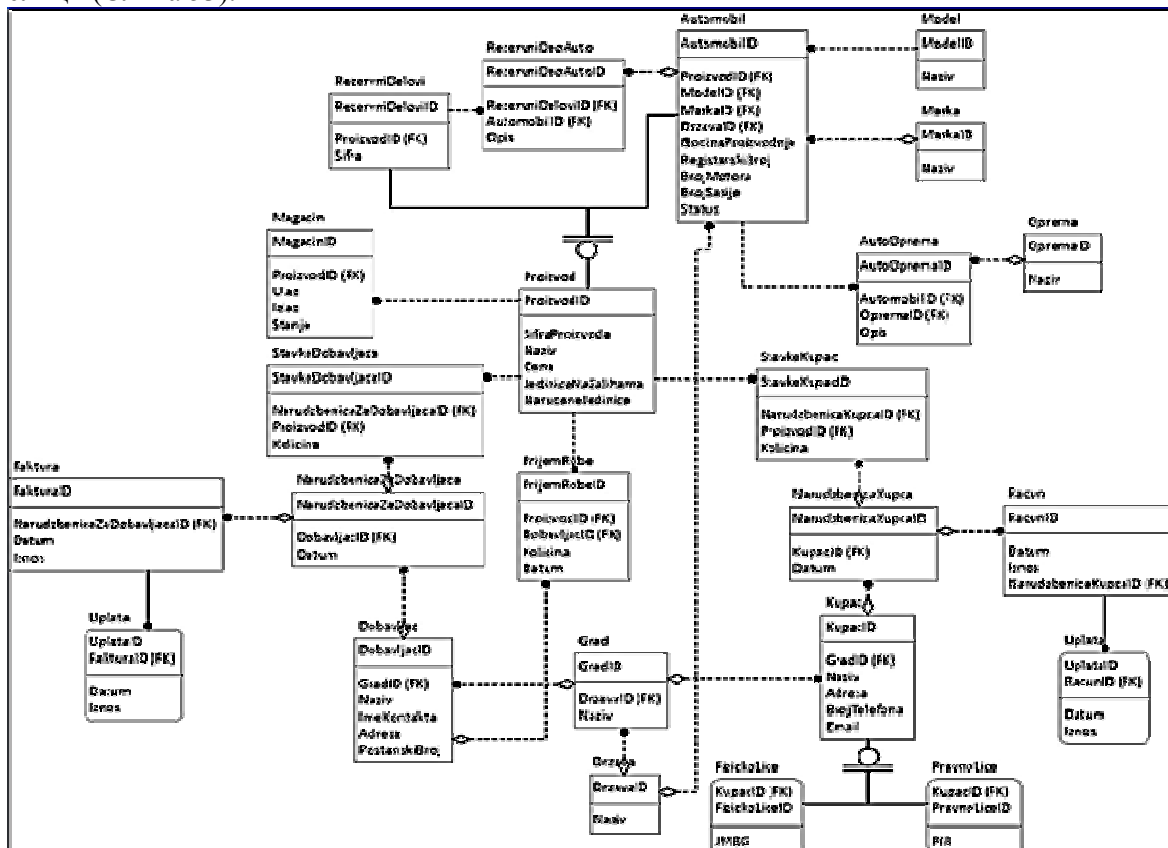 Automobil
AutomobilID
ProizvodID (FK)
ModelID (FK)
MarkaID (FK)
DrzavaID (FK)
GodinaProizvodnje
RegistarskiBroj
BrojMotora
BrojSasije
Status
Model
ModelID
Naziv
Marka
MarkaID
Naziv
RezervniDeoAuto
RezervniDeoAutoID
RezervniDeloviID (FK)
AutomobilID (FK)
Opis
RezervniDelovi
RezervniDeloviID
ProizvodID (FK)
Sifra
Magacin
MagacinID
ProizvodID (FK)
Ulaz
Izlaz
Stanje
Proizvod
ProizvodID
SifraProizvoda
Naziv
Cena
JedinicaNaZalihama
NaruceneJedinice
AutoOprema
AutoOpremaID
AutomobilID (FK)
OpremaID (FK)
Opis
Oprema
OpremaID
Naziv
StavkeDobavljaca
StavkeDobavljacaID
NarudzbenicaZaDobavljacaID (FK)
ProizvodID (FK)
Kolicina
StavkeKupac
StavkeKupacID
NarudzbenicaKupcaID (FK)
ProizvodID (FK)
Kolicina
Faktura
FakturaID
NarudzbenicaZaDobavljacaID (FK)
Datum
Iznos
NarudzbenicaZaDobavljaca
NarudzbenicaZaDobavljacaID
DobavljacID (FK)
Datum
PrijemRobe
PrijemRobeID
ProizvodID (FK)
DobavljacID (FK)
Kolicina
Datum
NarudzbenicaKupca
NarudzbenicaKupcaID
KupacID (FK)
Datum
Racun
RacunID
Datum
Iznos
NarudzbenicaKupcaID (FK)
Uplata
UplataID
FakturaID (FK)
Datum
Iznos
Dobavljac
DobavljacID
GradID (FK)
Naziv
ImeKontakta
Adresa
PostanskiBroj
Grad
GradID
DrzavaID (FK)
Naziv
Kupac
KupacID
GradID (FK)
Naziv
Adresa
BrojTelefona
Email
Uplata
UplataID
RacunID (FK)
Datum
Iznos
Drzava
DrzavaID
Naziv
FizickoLice
KupacID (FK)
FizickoLiceID
JMBG
PravnoLice
KupacID (FK)
PravnoLiceID
PIB